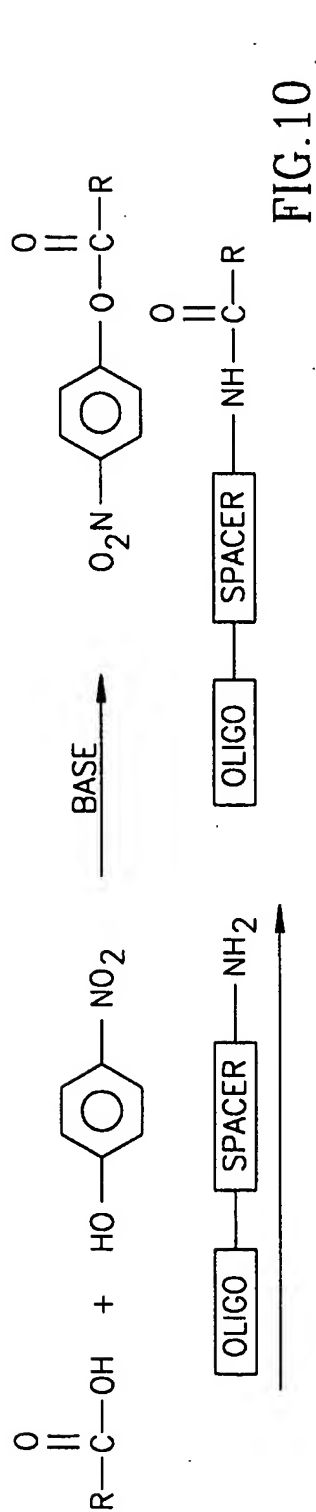 O O
|| ||
R—C—OH + HO—NO2 BASE O2N—O—C—R
OLIGO—SPACER—NH2 OLIGO—SPACER—NH—C—R
||
O
FIG.10